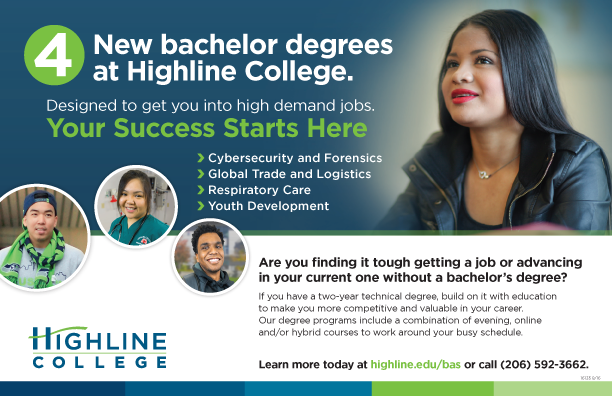 4 New bachelor degrees
at Highline College.
Designed to get you into high demand jobs.
Your Success Starts Here
Cybersecurity and Forensics
Global Trade and Logistics
Respiratory Care
Youth Development
Are you finding it tough getting a job or advancing
in your current one without a bachelor's degree?
If you have a two-year technical degree, build on it with education
to make you more competitive and valuable in your career.
Our degree programs include a combination of evening, online
and/or hybrid courses to work around your busy schedule.
HIGHLINE
COLLEGE
Learn more today at highline.edu/bas or call (206) 592-3662.